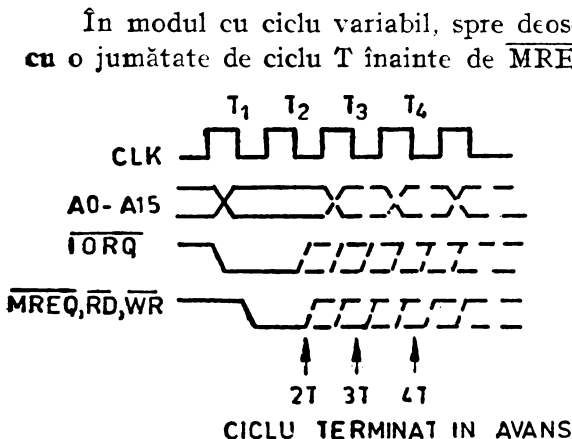 În modul cu ciclu variabil, spre deos
cu o jumătate de ciclu T înainte de MRE
T1 T2 T3 T4
CLK
A0-A15
IORQ
MREQ,RD,WR
2T 3T 4T
CICLU TERMINAT IN AVANS